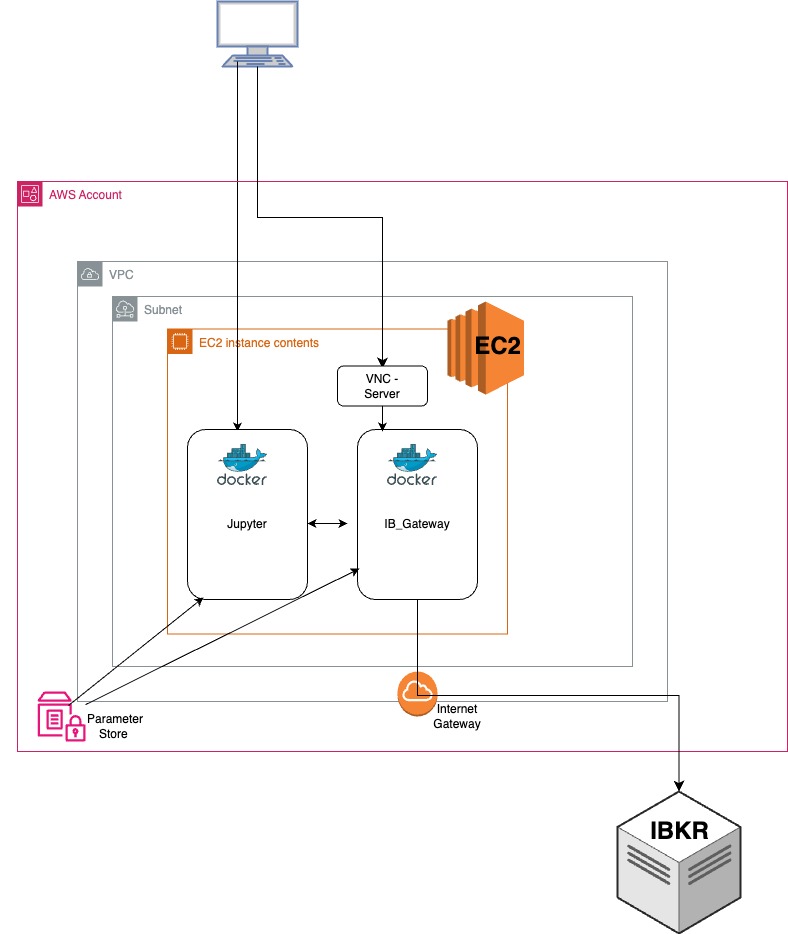 AWS Account
VPC
Subnet
EC2 instance contents
EC2
VNC -
Server
docker
docker
Jupyter
IB_Gateway
Parameter
Store
Internet
Gateway
IBKR